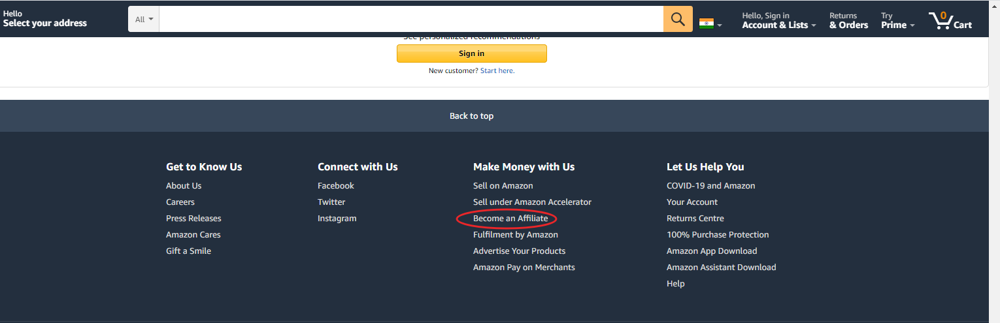 Hello
Select your address
All
Hello, Sign in
Account & Lists
Returns
& Orders
Try
Prime
0
Cart
See personalized recommendations
Sign in
New customer? Start here.
Back to top
Get to Know Us
About Us
Careers
Press Releases
Amazon Cares
Gift a Smile
Connect with Us
Facebook
Twitter
Instagram
Make Money with Us
Sell on Amazon
Sell under Amazon Accelerator
Become an Affiliate
Fulfilment by Amazon
Advertise Your Products
Amazon Pay on Merchants
Let Us Help You
COVID-19 and Amazon
Your Account
Returns Centre
100% Purchase Protection
Amazon App Download
Amazon Assistant Download
Help